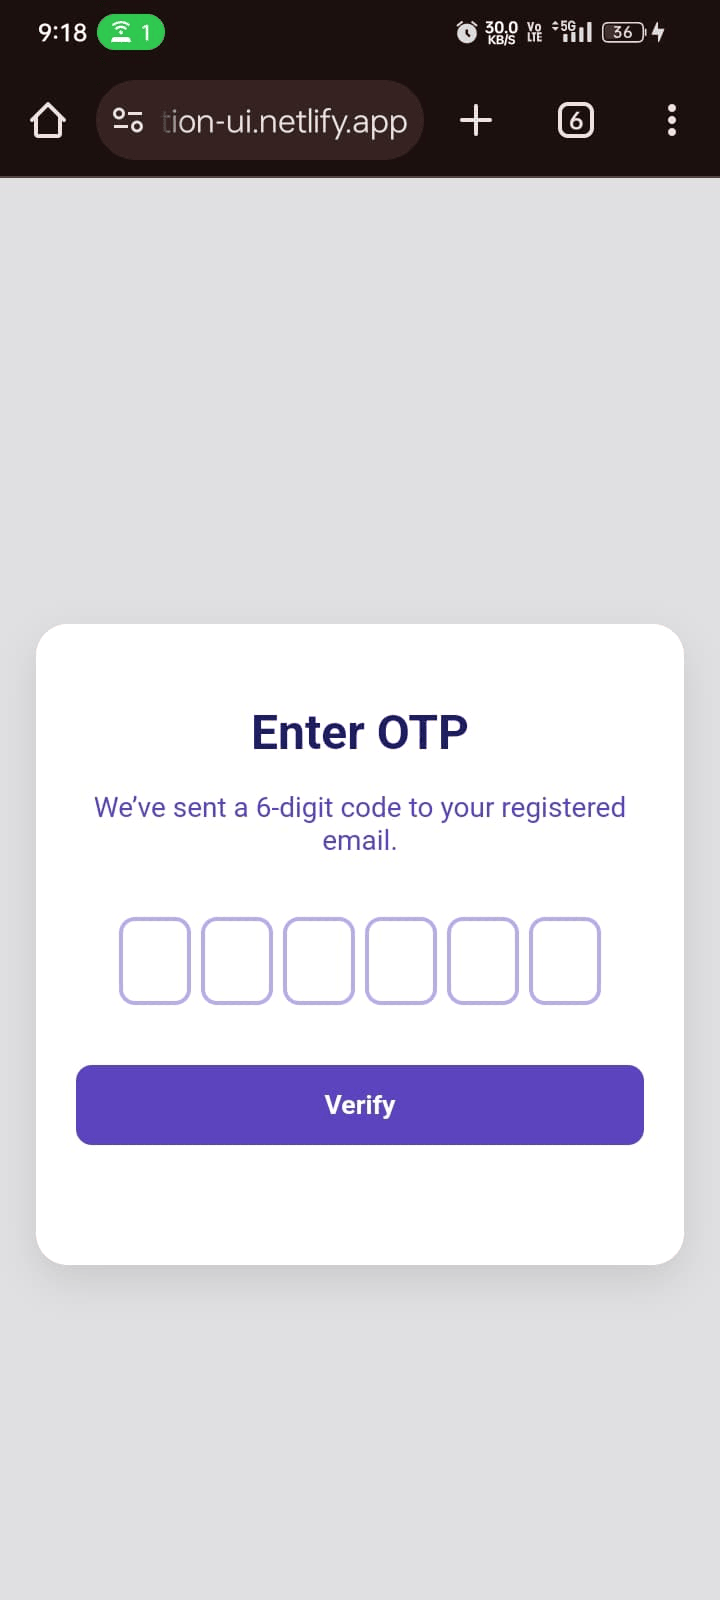 9:18 1 30.0 KB/S Vo LTE 5G 36
tion-ui.netlify.app 6
Enter OTP
We’ve sent a 6-digit code to your registered
email.
Verify